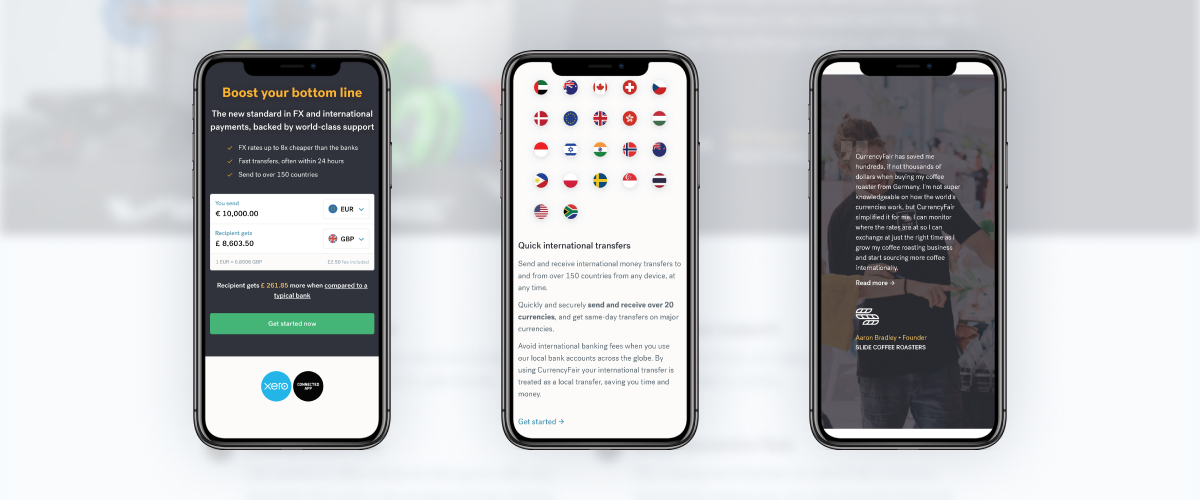 Boost your bottom line
The new standard in FX and international
payments, backed by world-class support
FX rates up to 8x cheaper than the banks
Fast transfers, often within 24 hours
Send to over 150 countries
You send
€ 10,000.00
EUR
Recipient gets
£ 8,603.50
GBP
1 EUR = 0.8606 GBP
£2.50 Fee included
Recipient gets £ 261.85 more when compared to a
typical bank
Get started now
xero
CONNECTED
APP
Quick international transfers
Send and receive international money transfers to
and from over 150 countries from any device, at
any time.
Quickly and securely send and receive over 20
currencies, and get same-day transfers on major
currencies.
Avoid international banking fees when you use
our local bank accounts across the globe. By
using CurrencyFair your international transfer is
treated as a local transfer, saving you time and
money.
Get started →
CurrencyFair has saved me
hundreds, if not thousands of
dollars when buying my coffee
roaster from Germany. I'm not super
knowledgeable on how the world's
currencies work, but CurrencyFair
simplified it for me. I can monitor
where the rates are at so I can
exchange at just the right time as I
grow my coffee roasting business
and start sourcing more coffee
internationally.
Read more →
Aaron Bradley • Founder
SLIDE COFFEE ROASTERS